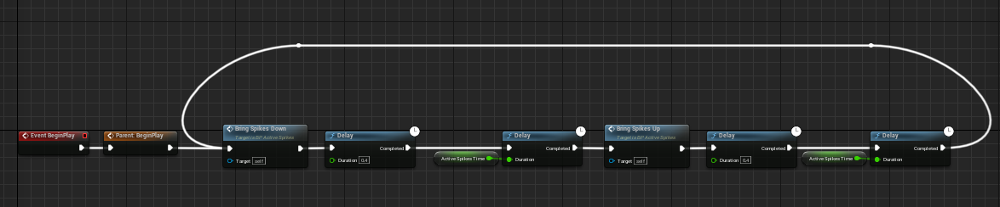 Event BeginPlay
Parent: BeginPlay
Bring Spikes Down
Target is BP Active Spikes
Target self
Delay
Completed
Duration 0.4
Active Spikes Time
Delay
Completed
Duration
Bring Spikes Up
Target is BP Active Spikes
Target self
Delay
Completed
Duration 0.4
Active Spikes Time
Delay
Completed
Duration